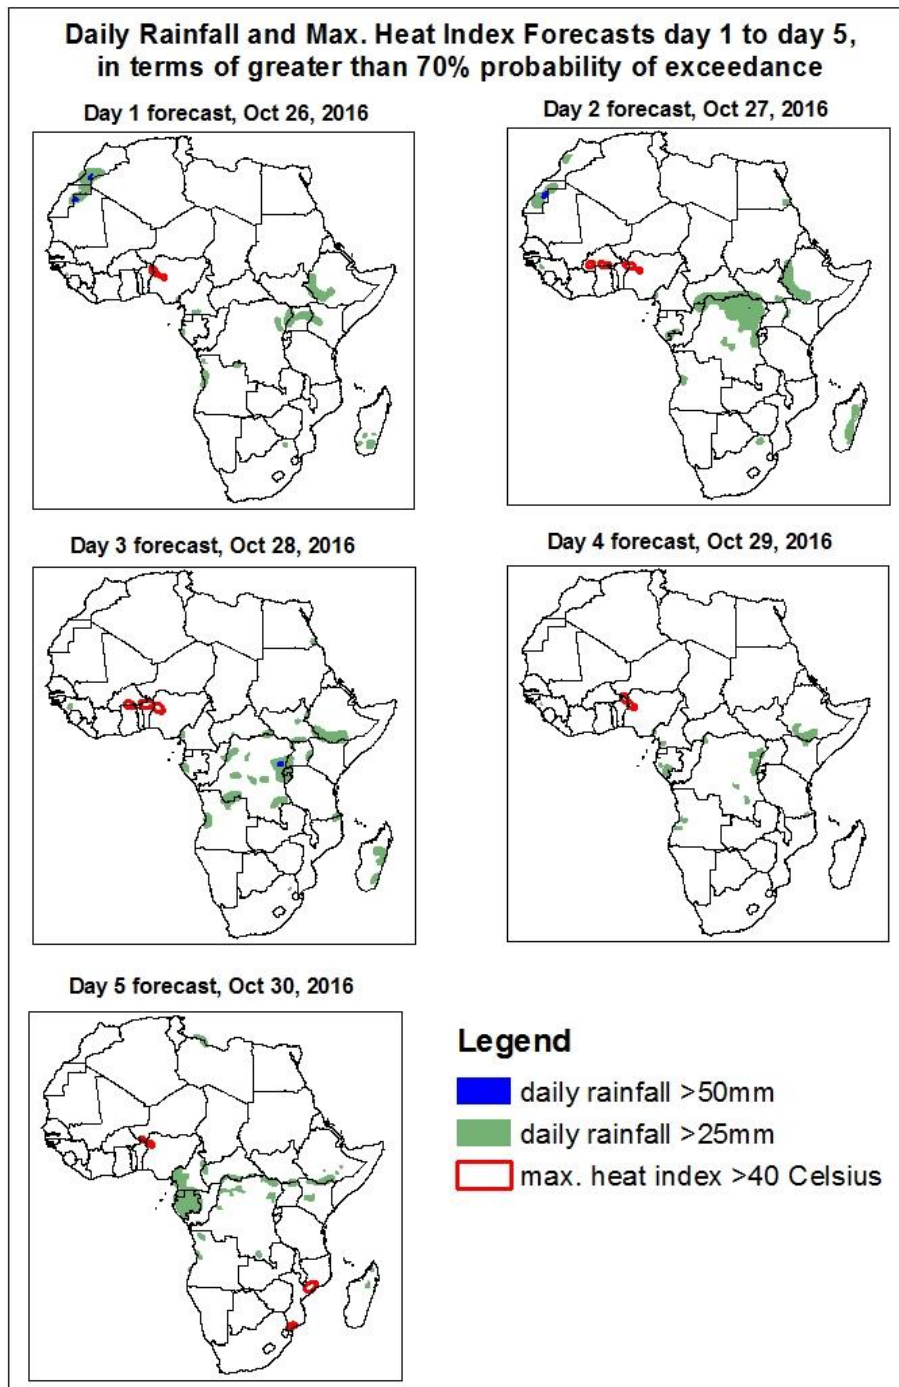 Daily Rainfall and Max. Heat Index Forecasts day 1 to day 5,
in terms of greater than 70% probability of exceedance
Day 1 forecast, Oct 26, 2016
Day 2 forecast, Oct 27, 2016
Day 3 forecast, Oct 28, 2016
Day 4 forecast, Oct 29, 2016
Day 5 forecast, Oct 30, 2016
Legend
daily rainfall >50mm
daily rainfall >25mm
max. heat index >40 Celsius